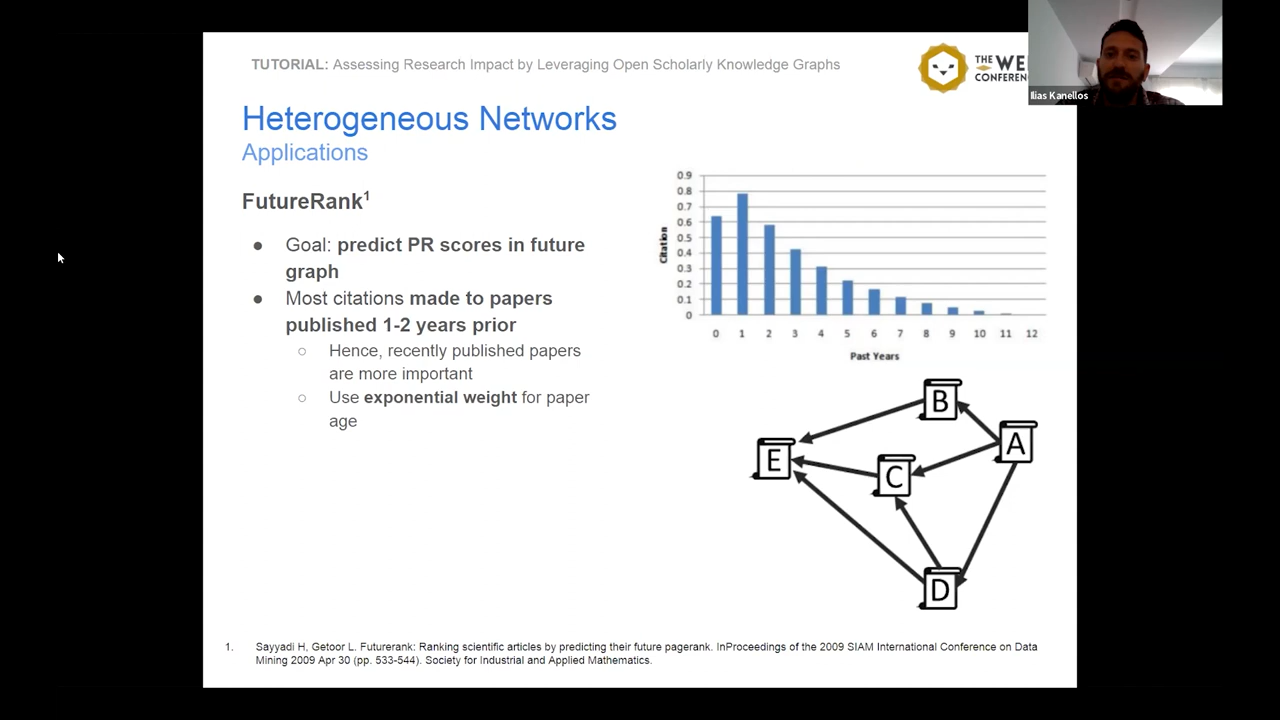 TUTORIAL: Assessing Research Impact by Leveraging Open Scholarly Knowledge Graphs
THE WE
CONFEREN
Ilias Kanellos
Heterogeneous Networks
Applications
FutureRank1
● Goal: predict PR scores in future
graph
● Most citations made to papers
published 1-2 years prior
○ Hence, recently published papers
are more important
○ Use exponential weight for paper
age
0.9
0.8
0.7
0.6
0.5
0.4
0.3
0.2
0.1
0
Citation
0 1 2 3 4 5 6 7 8 9 10 11 12
Past Years
B
A
E
C
D
1. Sayyadi H, Getoor L. Futurerank: Ranking scientific articles by predicting their future pagerank. InProceedings of the 2009 SIAM International Conference on Data
Mining 2009 Apr 30 (pp. 533-544). Society for Industrial and Applied Mathematics.